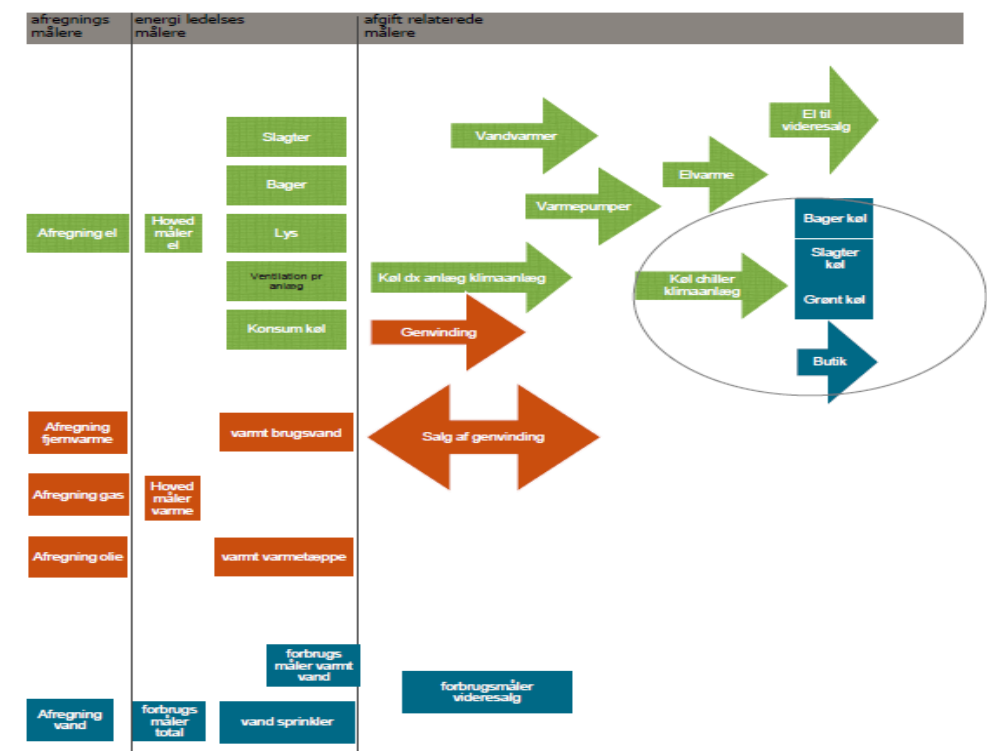 afregnings
målere
energi ledelses
målere
afgift relaterede
målere
El til
videresalg
Slagter
Vandvarmer
Elvarme
Bager
Varmepumper
Bager køl
Afregning el
Hoved
måler
el
Lys
Slagter
køl
Ventilation pr
anlæg
Køl dx anlæg klimaanlæg
Køl chiller
klimaanlæg
Grønt køl
Konsum køl
Genvinding
Butik
Afregning
fjernvarme
varmt brugsvand
Salg af genvinding
Afregning gas
Hoved
måler
varme
Afregning olie
varmt varmetæppe
forbrugs
måler varmt
vand
forbrugsmåler
videresalg
Afregning
vand
forbrugs
måler
total
vand sprinkler